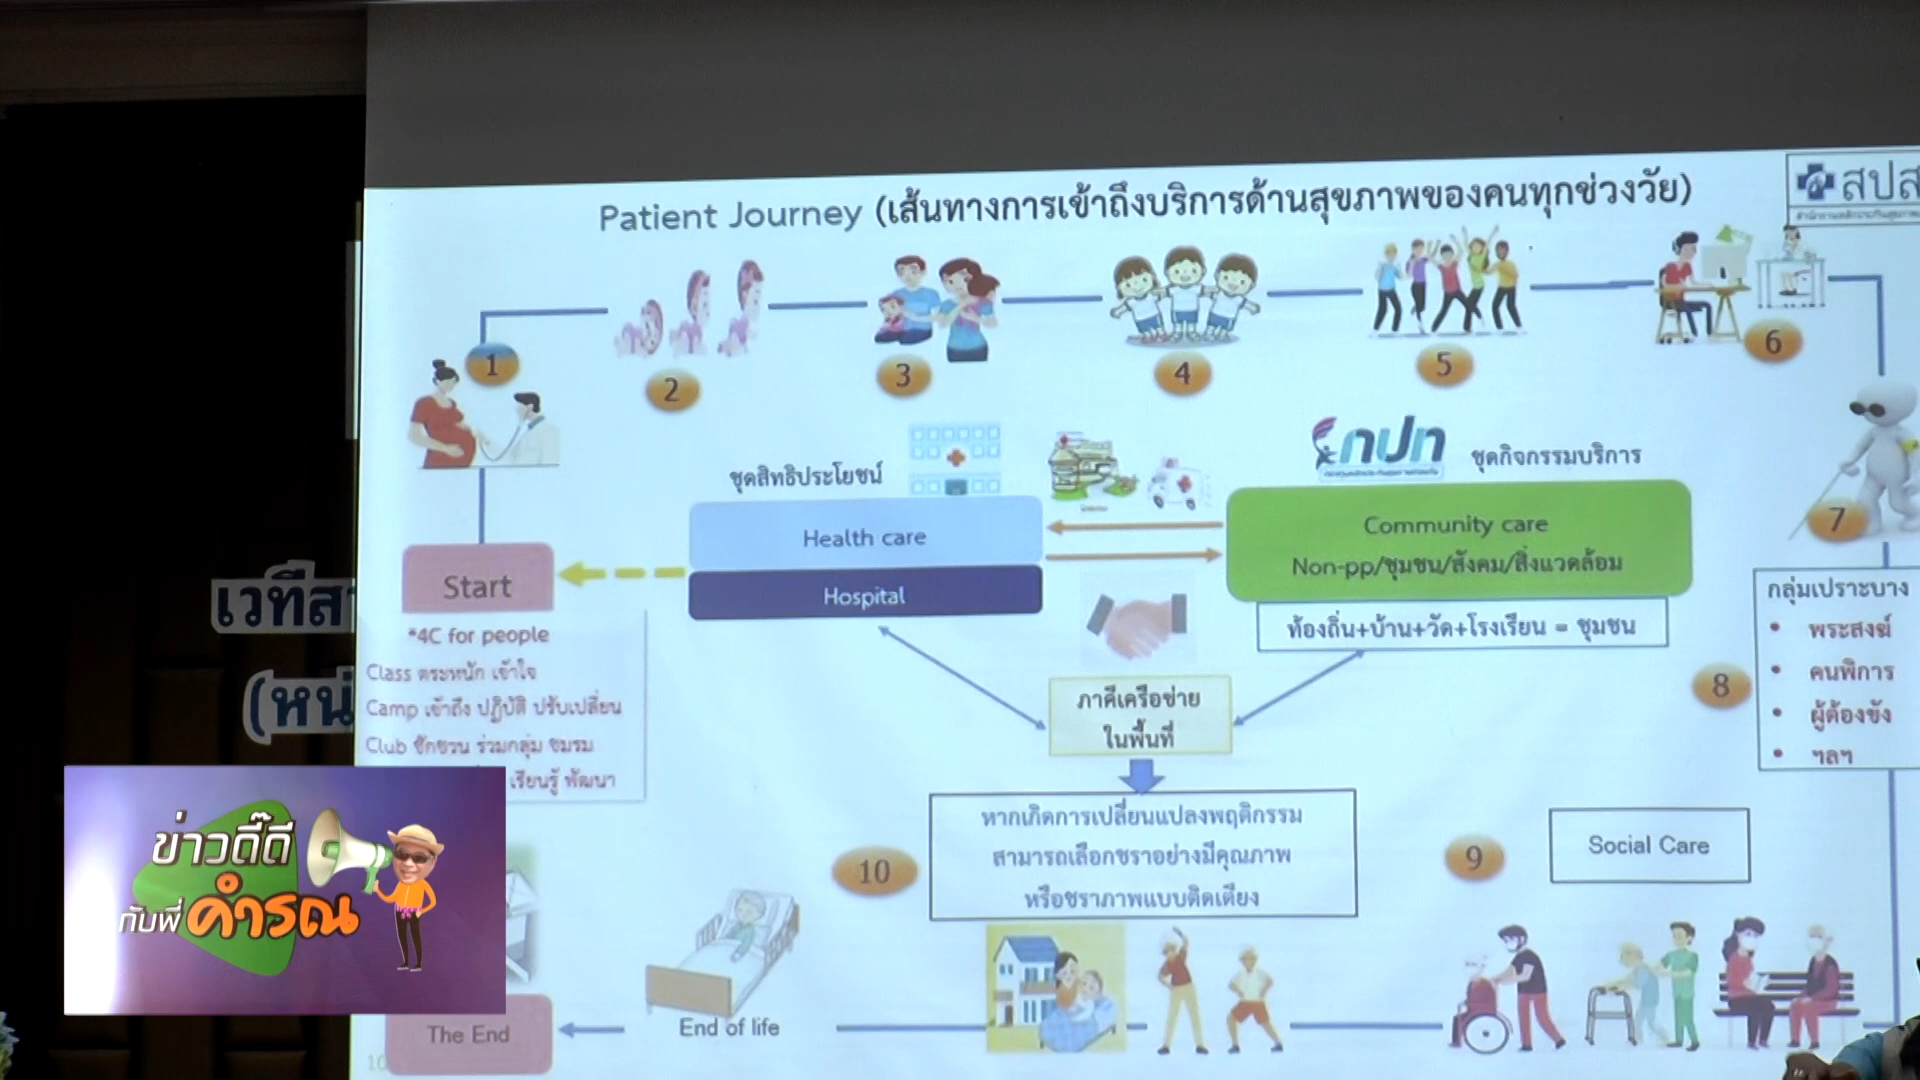 Patient Journey (เส้นทางการเข้าถึงบริการด้านสุขภาพของคนทุกช่วงวัย)
สปส
1
2
3
4
5
6
7
ชุดสิทธิประโยชน์
กปท
ชุดกิจกรรมบริการ
Health care
Hospital
Community care
Non-pp/ชุมชน/สังคม/สิ่งแวดล้อม
ท้องถิ่น+บ้าน+วัด+โรงเรียน = ชุมชน
Start
*4C for people
Class ตระหนัก เข้าใจ
Camp เข้าถึง ปฏิบัติ ปรับเปลี่ยน
Club ชักชวน ร่วมกลุ่ม ชมรม
เรียนรู้ พัฒนา
กลุ่มเปราะบาง
• พระสงฆ์
• คนพิการ
• ผู้ต้องขัง
• ฯลฯ
8
ภาคีเครือข่าย
ในพื้นที่
หากเกิดการเปลี่ยนแปลงพฤติกรรม
สามารถเลือกชราอย่างมีคุณภาพ
หรือชราภาพแบบติดเตียง
9
Social Care
10
End of life
The End
10
เวทีสา
(หน่
ข่าวดี๊ดี
กับพี่ คำรณ